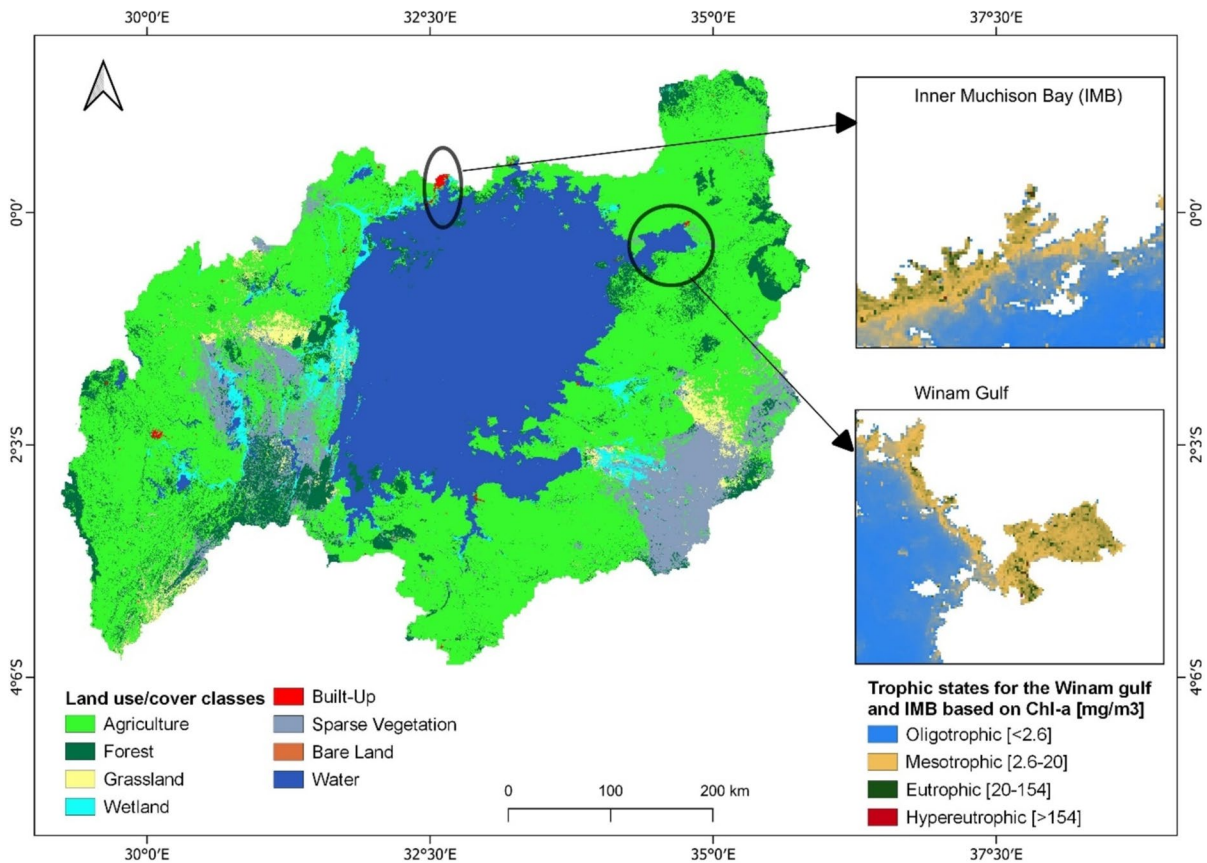 30°0'E 32°30'E 35°0'E 37°30'E
Inner Muchison Bay (IMB)
0°0' 0°0'
Winam Gulf
2°3'S 2°3'S
4°6'S 4°6'S
Land use/cover classes
Agriculture
Forest
Grassland
Wetland
Built-Up
Sparse Vegetation
Bare Land
Water
0 100 200 km
Trophic states for the Winam gulf
and IMB based on Chl-a [mg/m3]
Oligotrophic [<2.6]
Mesotrophic [2.6-20]
Eutrophic [20-154]
Hypereutrophic [>154]
30°0'E 32°30'E 35°0'E 37°30'E